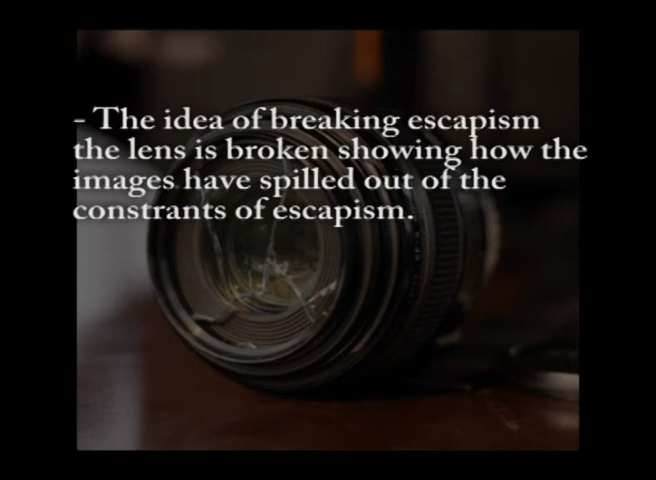 - The idea of breaking escapism
the lens is broken showing how the
images have spilled out of the
constrants of escapism.